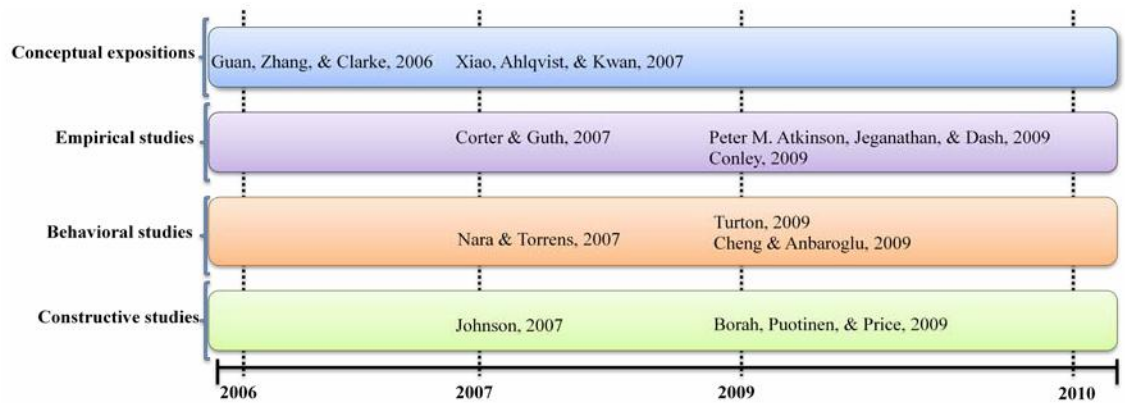 Conceptual expositions
Guan, Zhang, & Clarke, 2006
Xiao, Ahlqvist, & Kwan, 2007
Empirical studies
Corter & Guth, 2007
Peter M. Atkinson, Jeganathan, & Dash, 2009
Conley, 2009
Behavioral studies
Nara & Torrens, 2007
Turton, 2009
Cheng & Anbaroglu, 2009
Constructive studies
Johnson, 2007
Borah, Puotinen, & Price, 2009
2006
2007
2009
2010